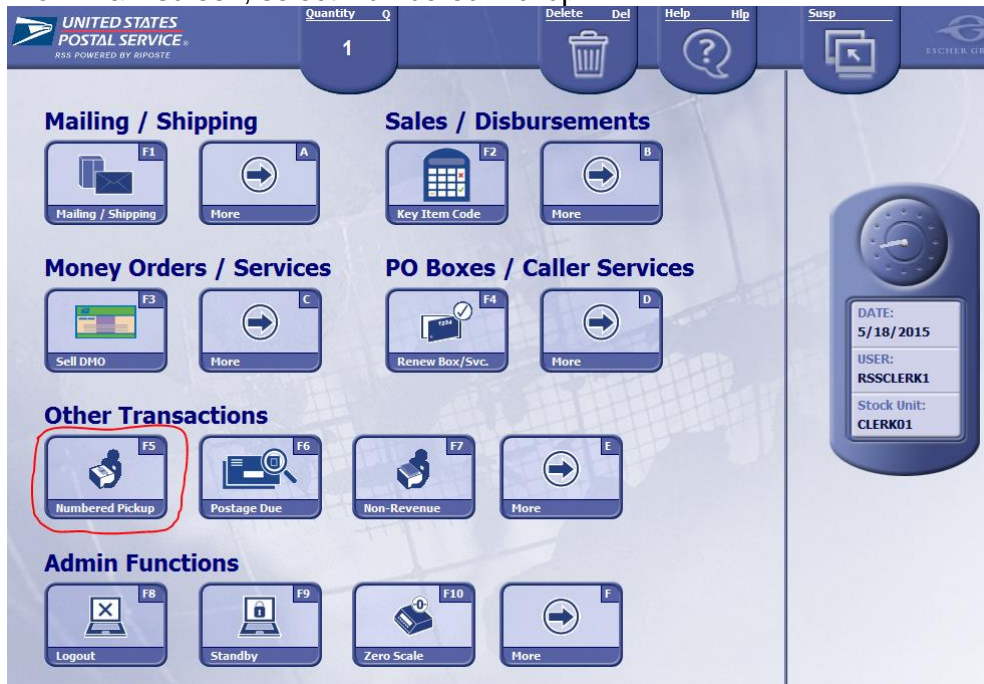 UNITED STATES
POSTAL SERVICE®
RSS POWERED BY RIPOSTE
Quantity Q
1
Delete Del
Help Hlp
Susp
Mailing / Shipping
Sales / Disbursements
F1
A
F2
B
Mailing / Shipping
More
Key Item Code
More
Money Orders / Services
PO Boxes / Caller Services
F3
C
F4
D
Sell DMO
More
Renew Box/Svc.
More
Other Transactions
F5
F6
F7
E
Numbered Pickup
Postage Due
Non-Revenue
More
Admin Functions
F8
F9
F10
F
Logout
Standby
Zero Scale
More
DATE:
5/18/2015
USER:
RSSCLERK1
Stock Unit:
CLERK01